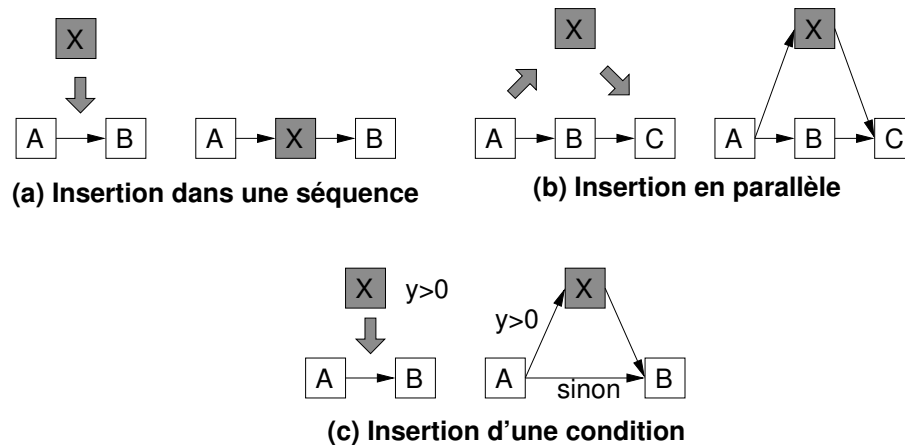 X
A B
A X B
(a) Insertion dans une séquence
X
A B C
X
A B C
(b) Insertion en parallèle
X y>0
A B
X
y>0
A B
sinon
(c) Insertion d'une condition